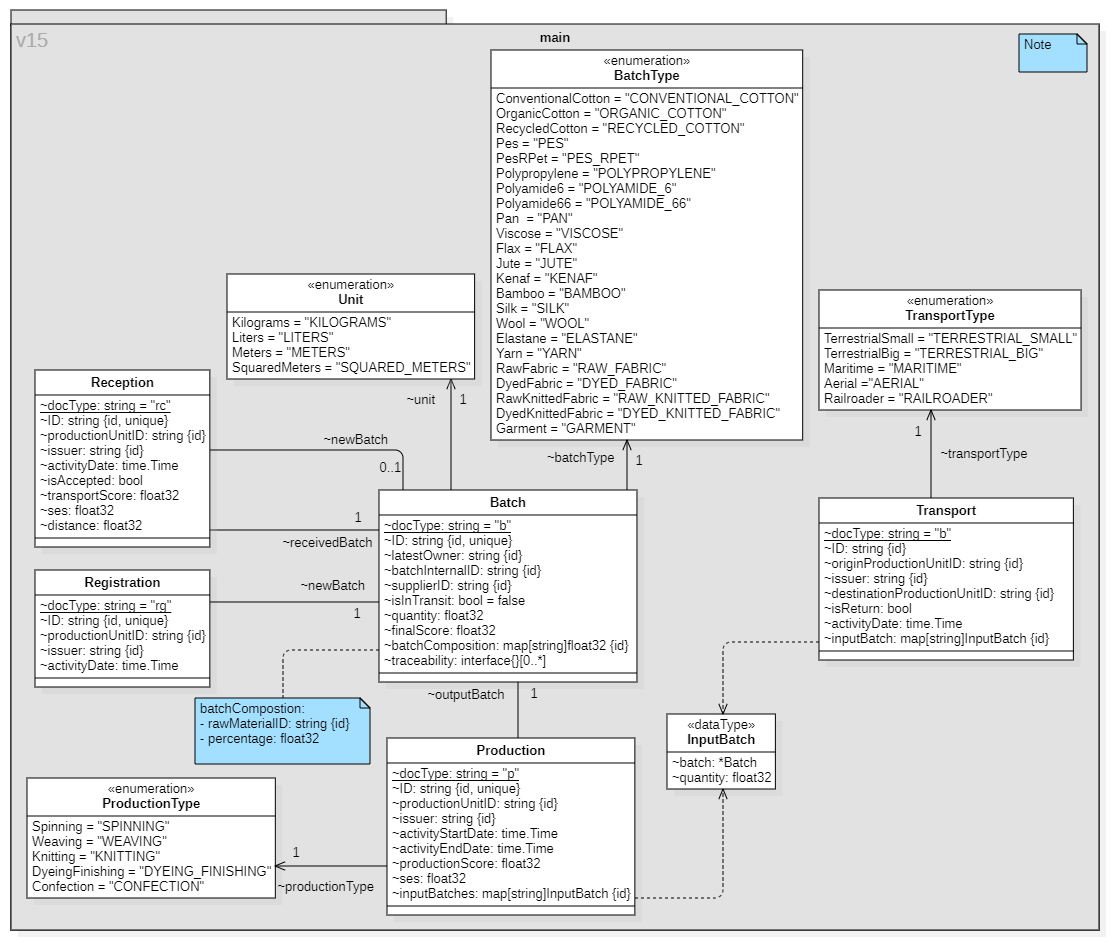 v15
main
Note
«enumeration»
BatchType
ConventionalCotton = "CONVENTIONAL_COTTON"
OrganicCotton = "ORGANIC_COTTON"
RecycledCotton = "RECYCLED_COTTON"
Pes = "PES"
PesRPet = "PES_RPET"
Polypropylene = "POLYPROPYLENE"
Polyamide6 = "POLYAMIDE_6"
Polyamide66 = "POLYAMIDE_66"
Pan  = "PAN"
Viscose = "VISCOSE"
Flax = "FLAX"
Jute = "JUTE"
Kenaf = "KENAF"
Bamboo = "BAMBOO"
Silk = "SILK"
Wool = "WOOL"
Elastane = "ELASTANE"
Yarn = "YARN"
RawFabric = "RAW_FABRIC"
DyedFabric = "DYED_FABRIC"
RawKnittedFabric = "RAW_KNITTED_FABRIC"
DyedKnittedFabric = "DYED_KNITTED_FABRIC"
Garment = "GARMENT"
«enumeration»
Unit
Kilograms = "KILOGRAMS"
Liters = "LITERS"
Meters = "METERS"
SquaredMeters = "SQUARED_METERS"
«enumeration»
TransportType
TerrestrialSmall = "TERRESTRIAL_SMALL"
TerrestrialBig = "TERRESTRIAL_BIG"
Maritime = "MARITIME"
Aerial ="AERIAL"
Railroader = "RAILROADER"
Reception
~docType: string = "rc"
~ID: string {id, unique}
~productionUnitID: string {id}
~issuer: string {id}
~activityDate: time.Time
~isAccepted: bool
~transportScore: float32
~ses: float32
~distance: float32
~unit
1
~newBatch
0..1
~batchType
1
1
~transportType
1
~receivedBatch
Batch
~docType: string = "b"
~ID: string {id, unique}
~latestOwner: string {id}
~batchInternalID: string {id}
~supplierID: string {id}
~isInTransit: bool = false
~quantity: float32
~finalScore: float32
~batchComposition: map[string]float32 {id}
~traceability: interface{}[0..*]
Transport
~docType: string = "b"
~ID: string {id}
~originProductionUnitID: string {id}
~issuer: string {id}
~destinationProductionUnitID: string {id}
~isReturn: bool
~activityDate: time.Time
~inputBatch: map[string]InputBatch {id}
Registration
~docType: string = "rg"
~ID: string {id, unique}
~productionUnitID: string {id}
~issuer: string {id}
~activityDate: time.Time
~newBatch
1
batchCompostion:
- rawMaterialID: string {id}
- percentage: float32
~outputBatch
1
«dataType»
InputBatch
~batch: *Batch
~quantity: float32
Production
~docType: string = "p"
~ID: string {id, unique}
~productionUnitID: string {id}
~issuer: string {id}
~activityStartDate: time.Time
~activityEndDate: time.Time
~productionScore: float32
~ses: float32
~inputBatches: map[string]InputBatch {id}
«enumeration»
ProductionType
Spinning = "SPINNING"
Weaving = "WEAVING"
Knitting = "KNITTING"
DyeingFinishing = "DYEING_FINISHING"
Confection = "CONFECTION"
1
~productionType